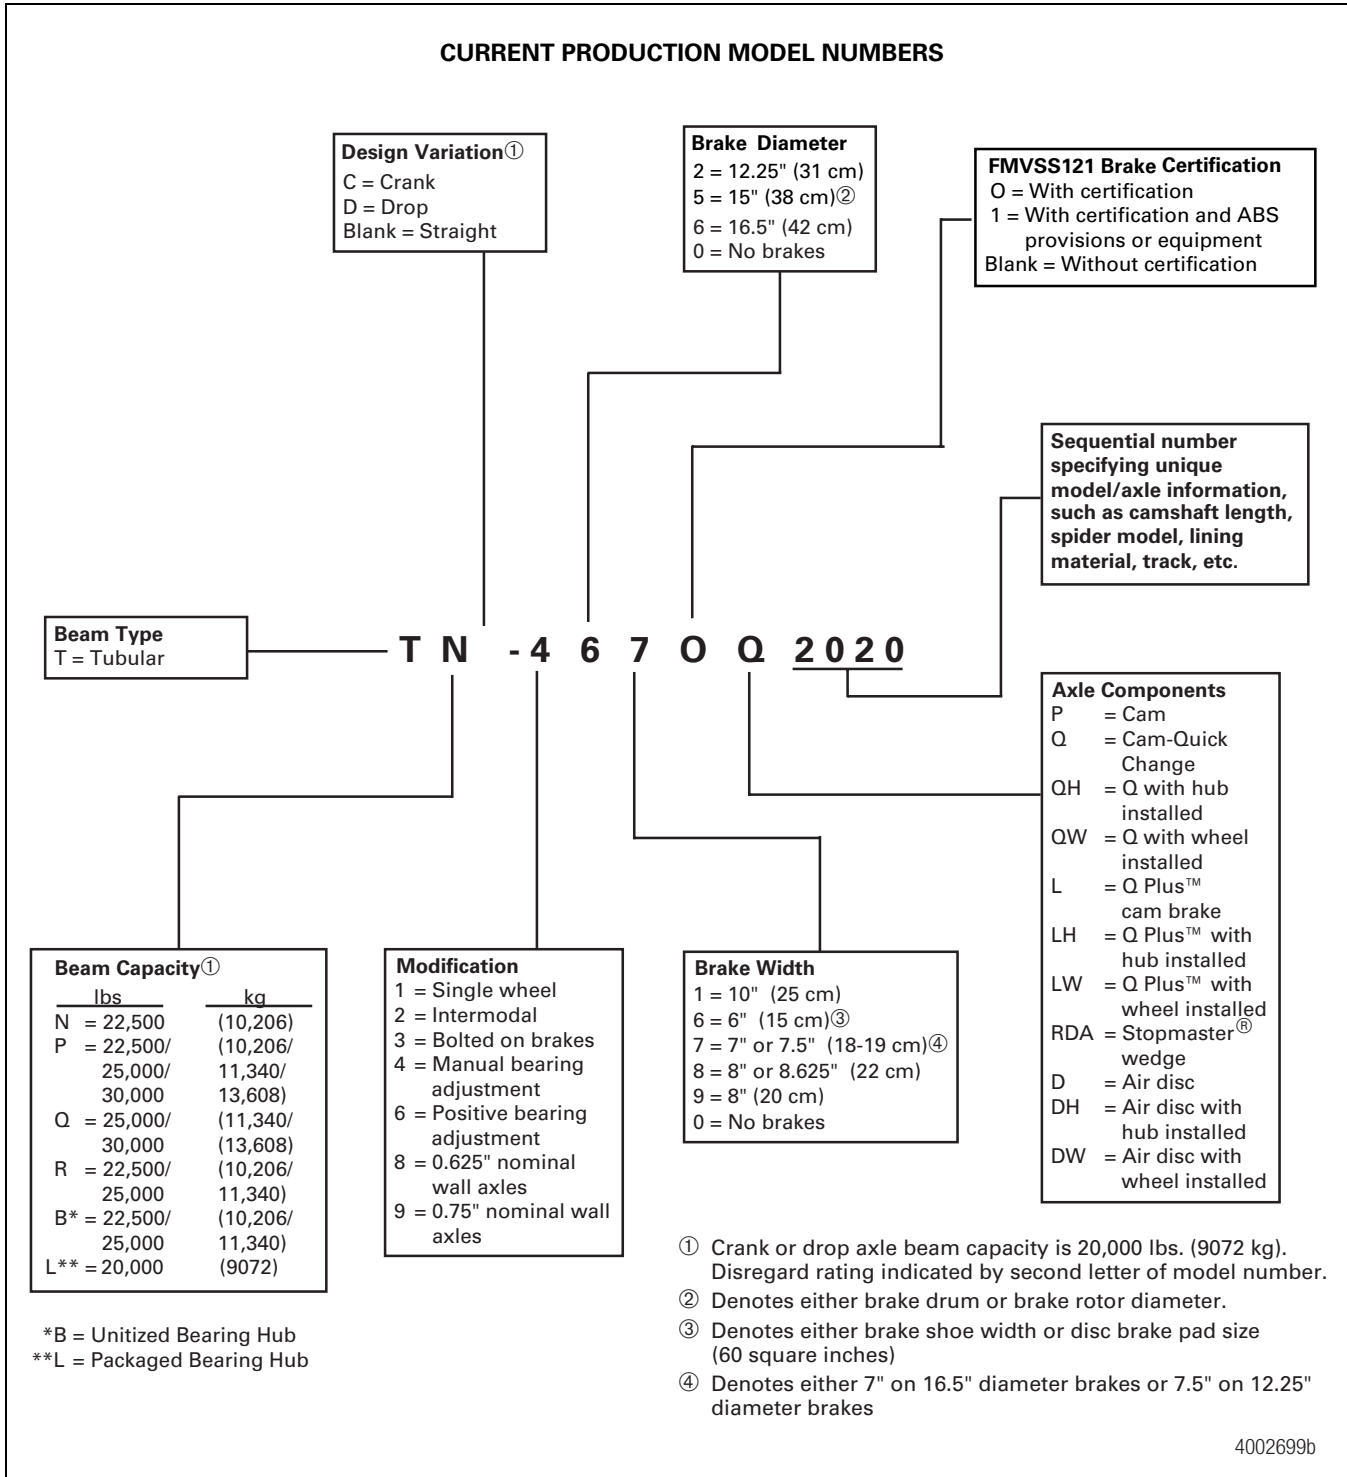 CURRENT PRODUCTION MODEL NUMBERS
Design Variation①
C = Crank
D = Drop
Blank = Straight
Brake Diameter
2 = 12.25" (31 cm)
5 = 15" (38 cm)②
6 = 16.5" (42 cm)
0 = No brakes
FMVSS121 Brake Certification
O = With certification
1 = With certification and ABS
provisions or equipment
Blank = Without certification
Sequential number
specifying unique
model/axle information,
such as camshaft length,
spider model, lining
material, track, etc.
Beam Type
T = Tubular
T N - 4 6 7 O Q 2 0 2 0
Beam Capacity①
lbs kg
N = 22,500 (10,206)
P = 22,500/ (10,206/
25,000/ 11,340/
30,000 13,608)
Q = 25,000/ (11,340/
30,000 (13,608)
R = 22,500/ (10,206/
25,000 11,340)
B* = 22,500/ (10,206/
25,000 11,340)
L** = 20,000 (9072)
*B = Unitized Bearing Hub
**L = Packaged Bearing Hub
Modification
1 = Single wheel
2 = Intermodal
3 = Bolted on brakes
4 = Manual bearing
adjustment
6 = Positive bearing
adjustment
8 = 0.625" nominal
wall axles
9 = 0.75" nominal wall
axles
Brake Width
1 = 10" (25 cm)
6 = 6" (15 cm)③
7 = 7" or 7.5" (18-19 cm)④
8 = 8" or 8.625" (22 cm)
9 = 8" (20 cm)
0 = No brakes
Axle Components
P = Cam
Q = Cam-Quick
Change
QH = Q with hub
installed
QW = Q with wheel
installed
L = Q Plus™
cam brake
LH = Q Plus™ with
hub installed
LW = Q Plus™ with
wheel installed
RDA = Stopmaster®
wedge
D = Air disc
DH = Air disc with
hub installed
DW = Air disc with
wheel installed
① Crank or drop axle beam capacity is 20,000 lbs. (9072 kg).
Disregard rating indicated by second letter of model number.
② Denotes either brake drum or brake rotor diameter.
③ Denotes either brake shoe width or disc brake pad size
(60 square inches)
④ Denotes either 7" on 16.5" diameter brakes or 7.5" on 12.25"
diameter brakes
4002699b